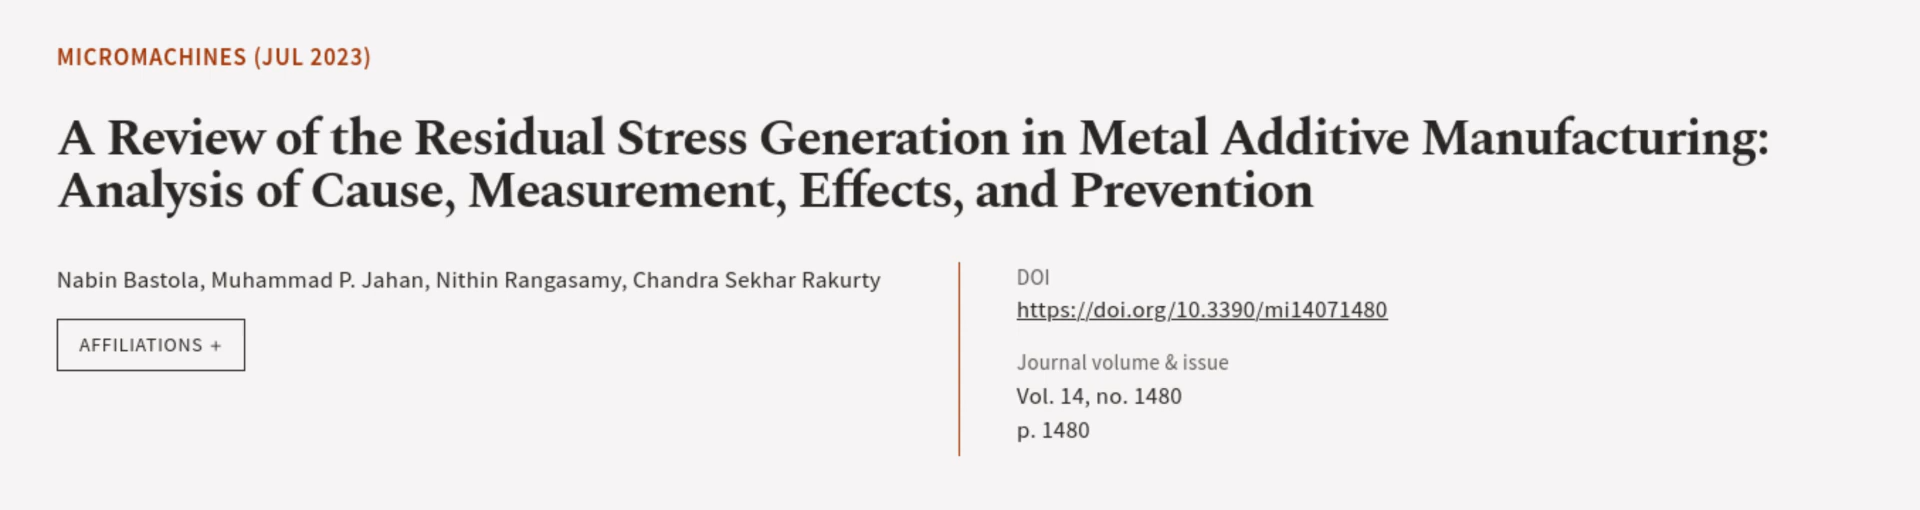 MICROMACHINES (JUL 2023)
A Review of the Residual Stress Generation in Metal Additive Manufacturing:
Analysis of Cause, Measurement, Effects, and Prevention
Nabin Bastola, Muhammad P. Jahan, Nithin Rangasamy, Chandra Sekhar Rakurty
AFFILIATIONS +
DOI
https://doi.org/10.3390/mi14071480
Journal volume & issue
Vol. 14, no. 1480
p. 1480